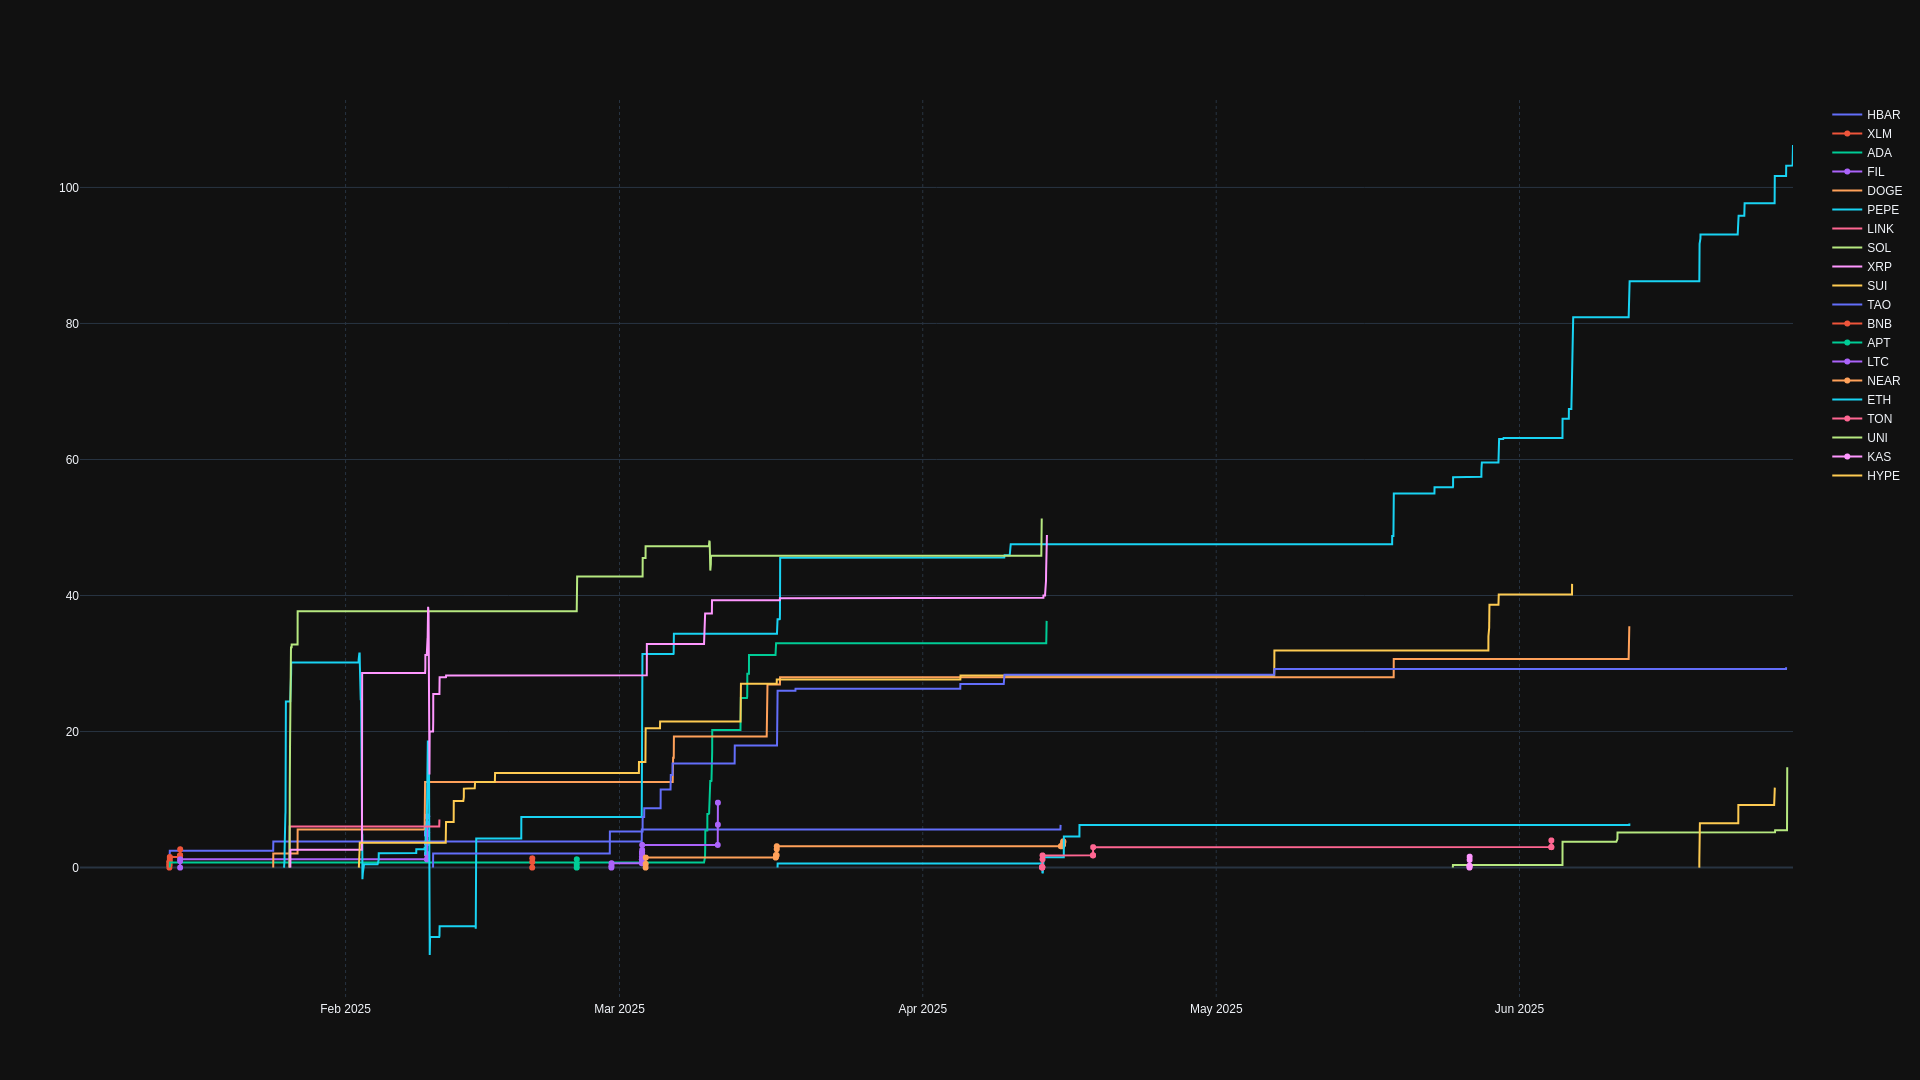 100
80
60
40
20
0
Feb 2025
Mar 2025
Apr 2025
May 2025
Jun 2025
HBAR
XLM
ADA
FIL
DOGE
PEPE
LINK
SOL
XRP
SUI
TAO
BNB
APT
LTC
NEAR
ETH
TON
UNI
KAS
HYPE